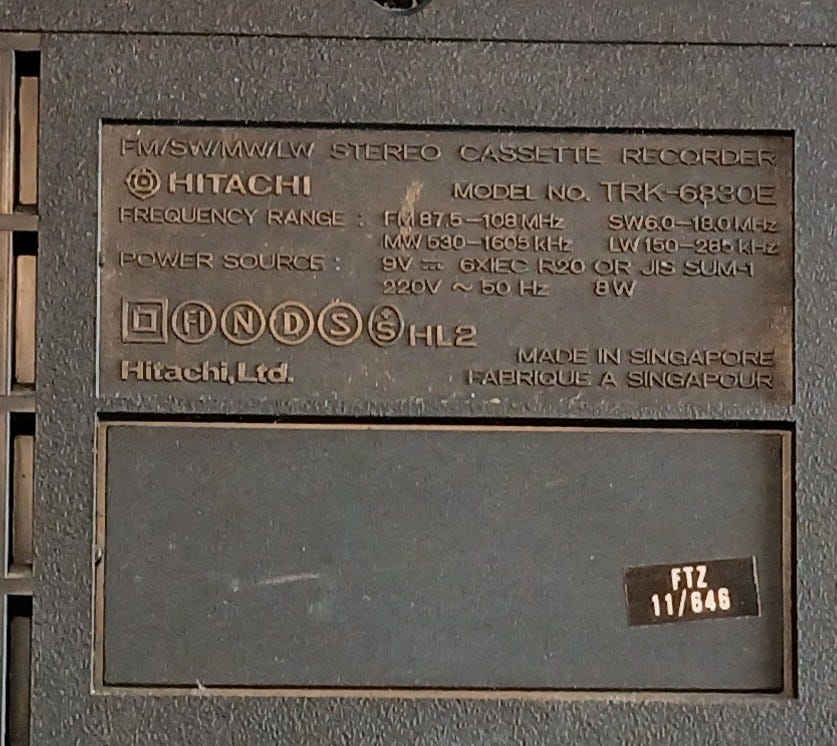 FM/SW/MW/LW STEREO CASSETTE RECORDER
HITACHI MODEL NO. TRK-6830E
FREQUENCY RANGE : FM 87.5-108 MHz SW 6.0-18.0 MHz
MW 530-1605 kHz LW 150-285 kHz
POWER SOURCE : 9V ⎓ 6XIEC R20 OR JIS SUM-1
220V ~ 50 Hz 8W
FI N D S S HL2
MADE IN SINGAPORE
Hitachi, Ltd. FABRIQUE A SINGAPOUR
FTZ
11/646